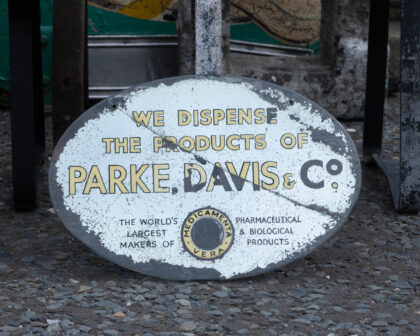 WE DISPENSE
THE PRODUCTS OF
PARKE, DAVIS & Cº
THE WORLD'S
LARGEST
MAKERS OF
MEDICAMENTA
VERA
PHARMACEUTICAL
& BIOLOGICAL
PRODUCTS